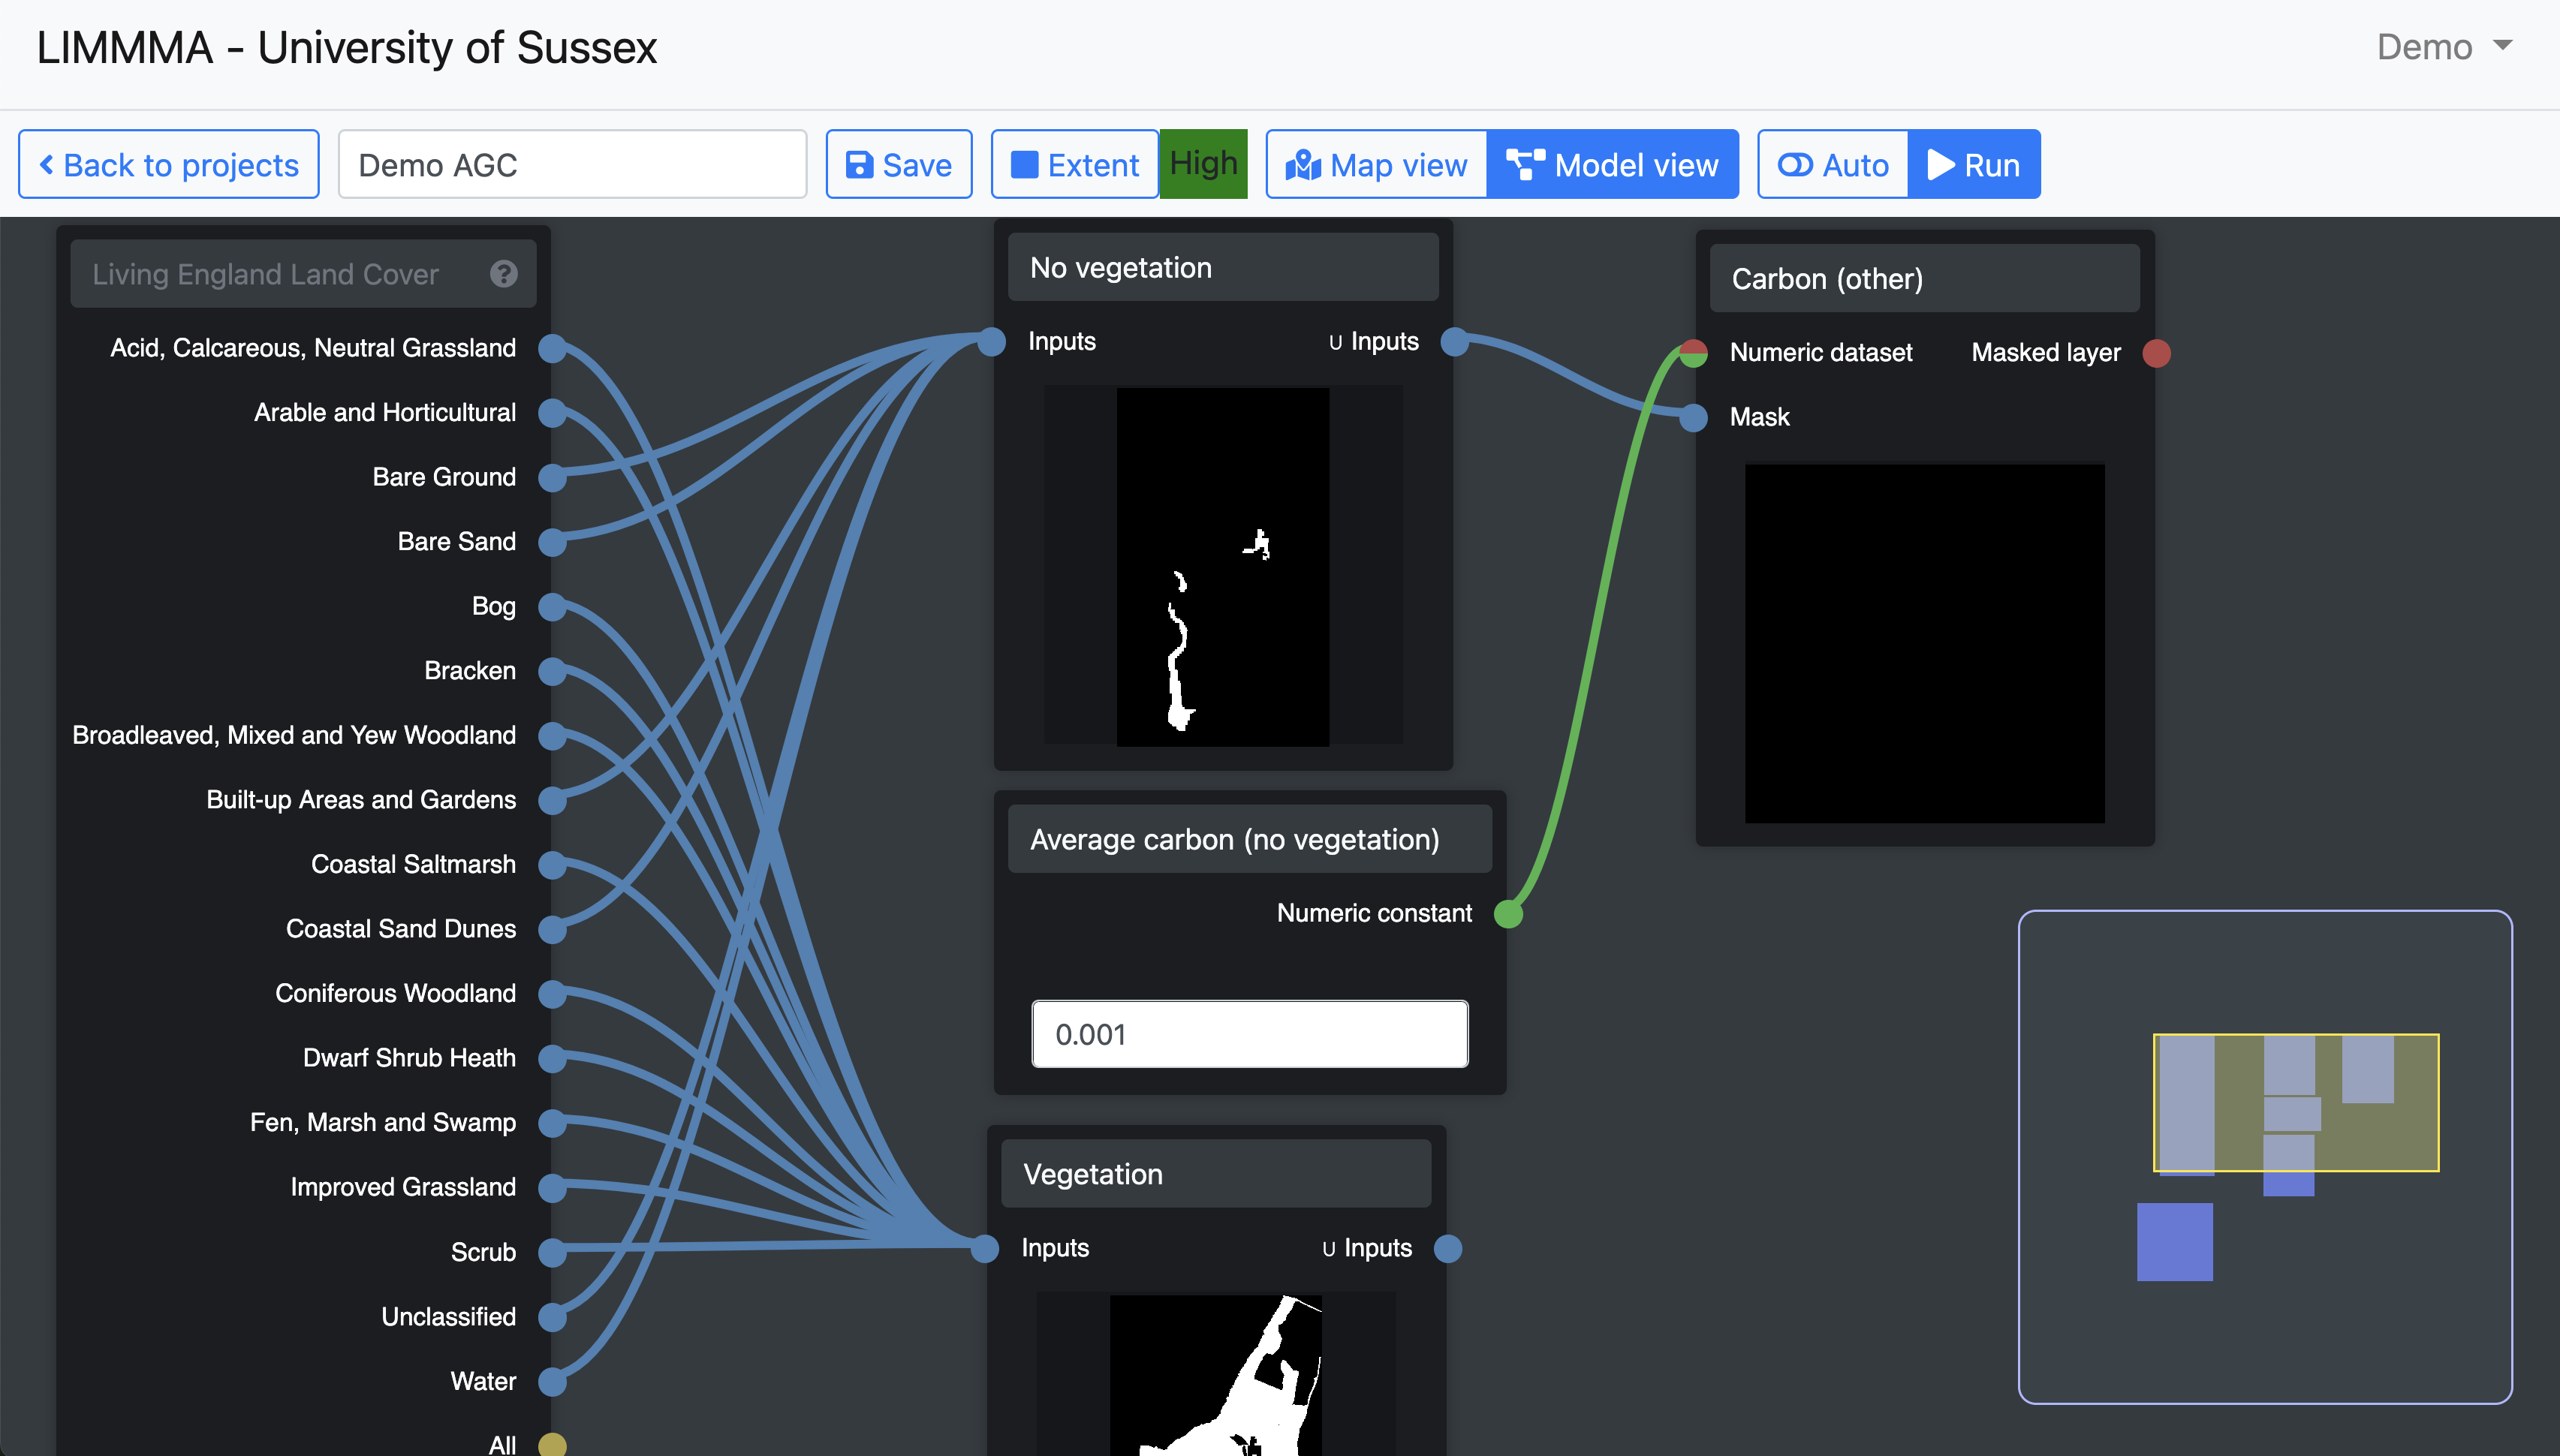 LIMMMA - University of Sussex
Demo
Back to projects
Demo AGC
Save
Extent
High
Map view
Model view
Auto
Run
Living England Land Cover
Acid, Calcareous, Neutral Grassland
Arable and Horticultural
Bare Ground
Bare Sand
Bog
Bracken
Broadleaved, Mixed and Yew Woodland
Built-up Areas and Gardens
Coastal Saltmarsh
Coastal Sand Dunes
Coniferous Woodland
Dwarf Shrub Heath
Fen, Marsh and Swamp
Improved Grassland
Scrub
Unclassified
Water
All
No vegetation
Inputs
∪ Inputs
Average carbon (no vegetation)
Numeric constant
0.001
Vegetation
Inputs
∪ Inputs
Carbon (other)
Numeric dataset
Masked layer
Mask